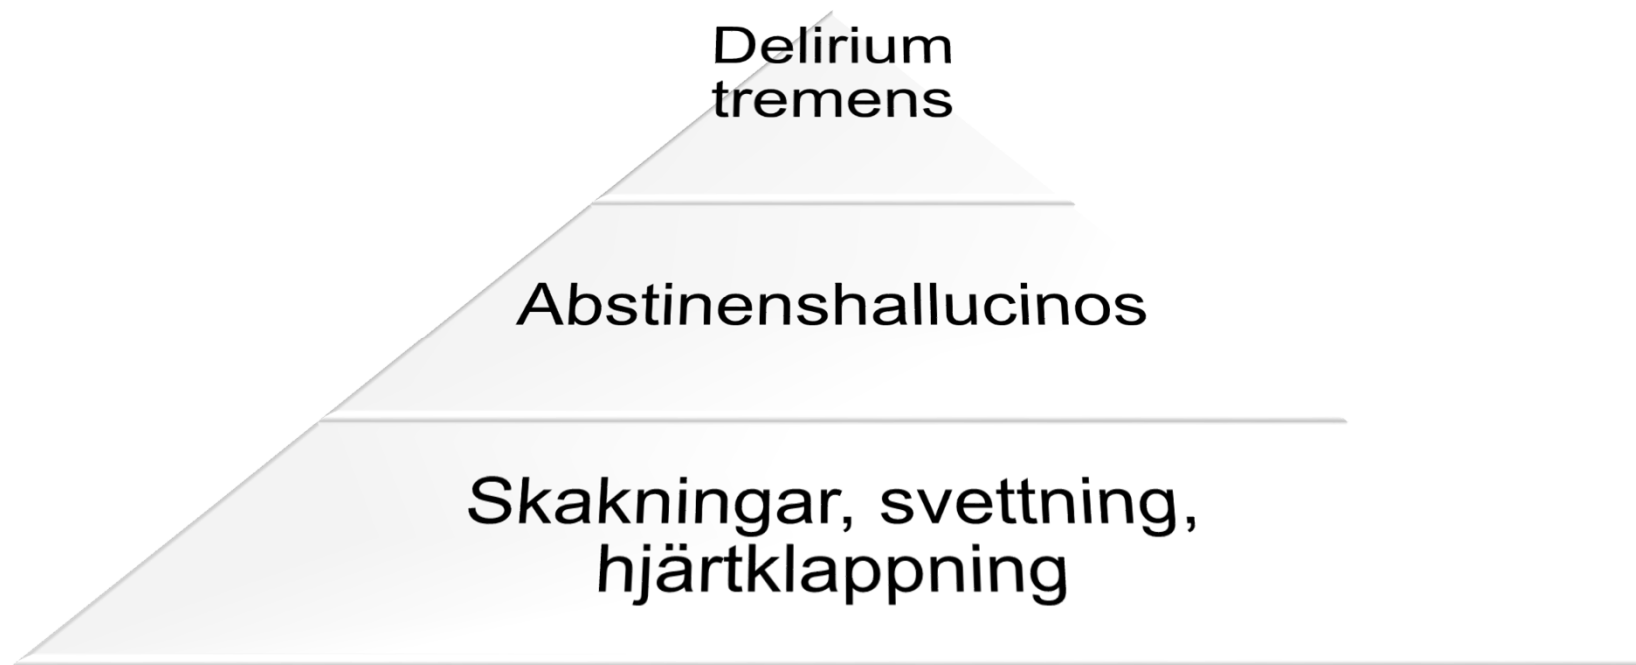 Delirium
tremens
Abstinenshallucinos
Skakningar, svettning,
hjärtklappning